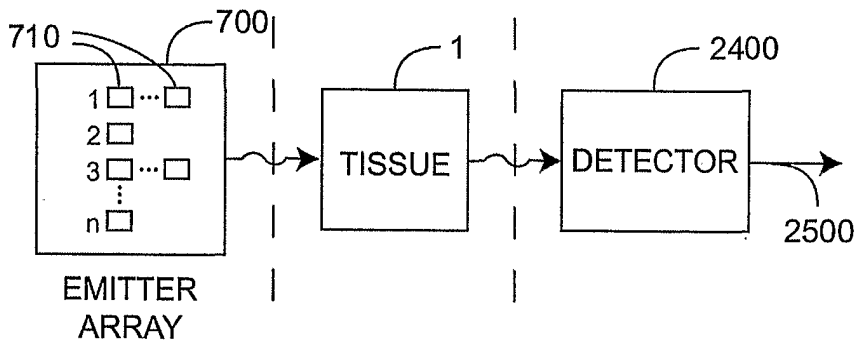 710
700
1
2400
1 ...
2
3 ...
n
TISSUE
DETECTOR
2500
EMITTER
ARRAY